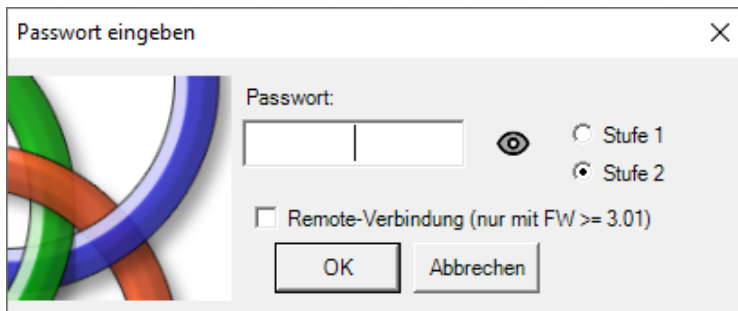 Passwort eingeben
Passwort:
Stufe 1
Stufe 2
Remote-Verbindung (nur mit FW >= 3.01)
OK
Abbrechen